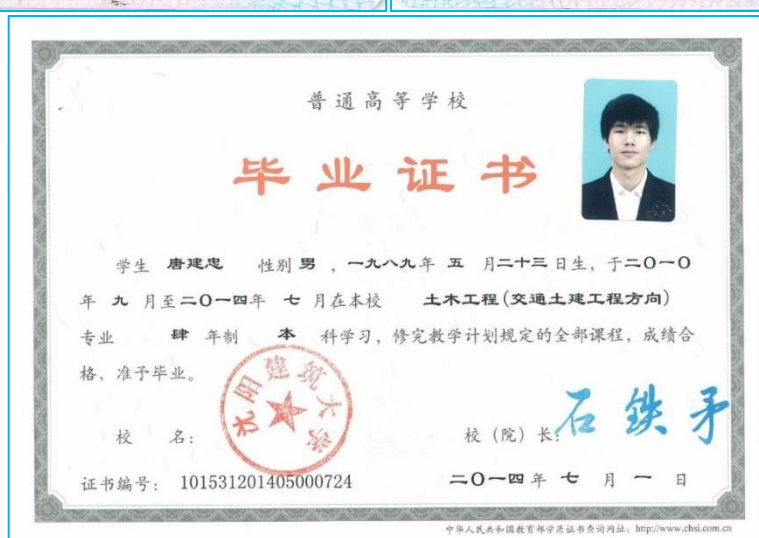 普通高等学校
毕业证书
学生 唐建忠 性别 男 ，一九八九年 五 月二十三 日生，于二〇一〇
年 九 月至二〇一四年 七 月在本校 土木工程(交通土建工程方向)
专业 肆 年制 本 科学习，修完教学计划规定的全部课程，成绩合
格，准予毕业。
沈阳建筑大学
校 名：
校（院）长：石铁矛
证书编号： 101531201405000724
二〇一四年 七 月 一 日
中华人民共和国教育部学历证书查询网址：http://www.chsi.com.cn